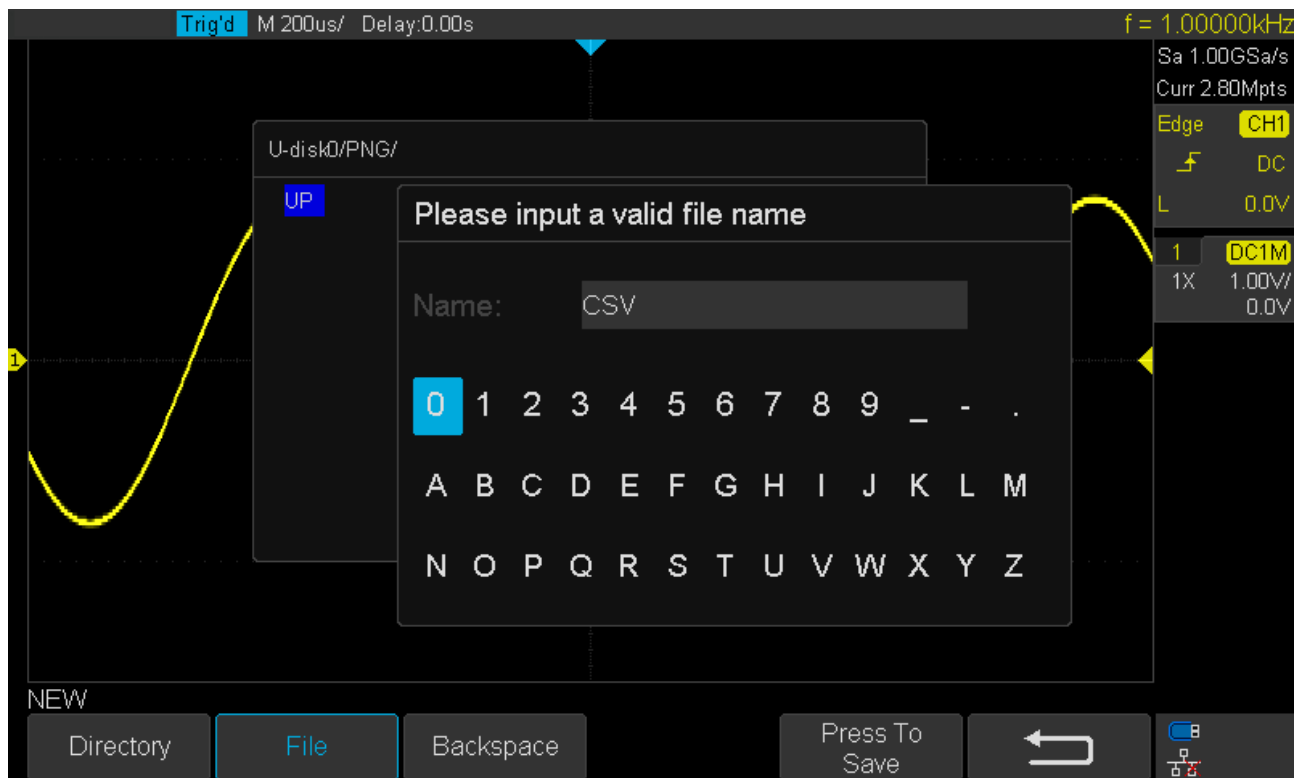 Trig'd M 200us/ Delay:0.00s f = 1.00000kHz
Sa 1.00GSa/s
Curr 2.80Mpts
Edge CH1
DC
L 0.0V
1 DC1M
1X 1.00V/
0.0V
U-disk0/PNG/
UP
Please input a valid file name
Name: CSV
0 1 2 3 4 5 6 7 8 9 _ - .
A B C D E F G H I J K L M
N O P Q R S T U V W X Y Z
1
NEW
Directory File Backspace Press To
Save